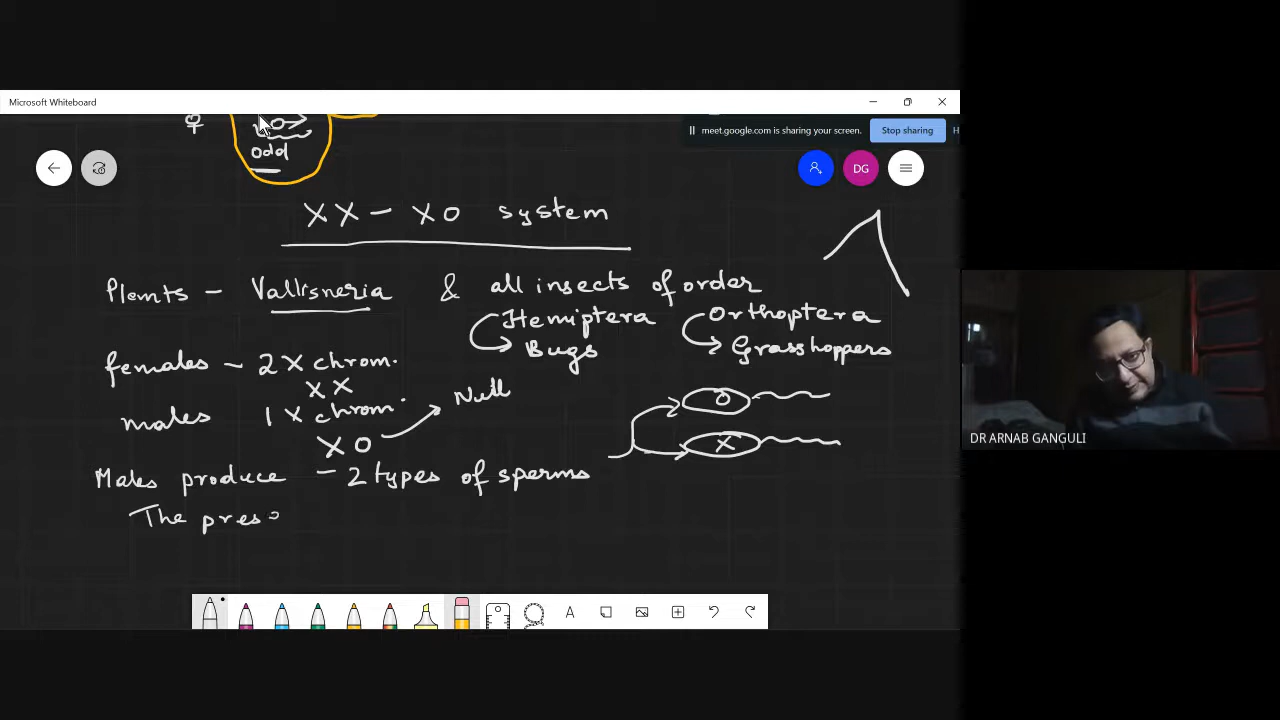 Microsoft Whiteboard
♀
odd
meet.google.com is sharing your screen.
Stop sharing
H
DG
XX - XO system
Plants - Vallisneria & all insects of order
Hemiptera Orthoptera
Bugs Grasshoppers
females - 2 X chrom.
XX
males 1 X chrom.
XO Null
O
X
Males produce - 2 types of sperms
The pres
DR ARNAB GANGULI
A